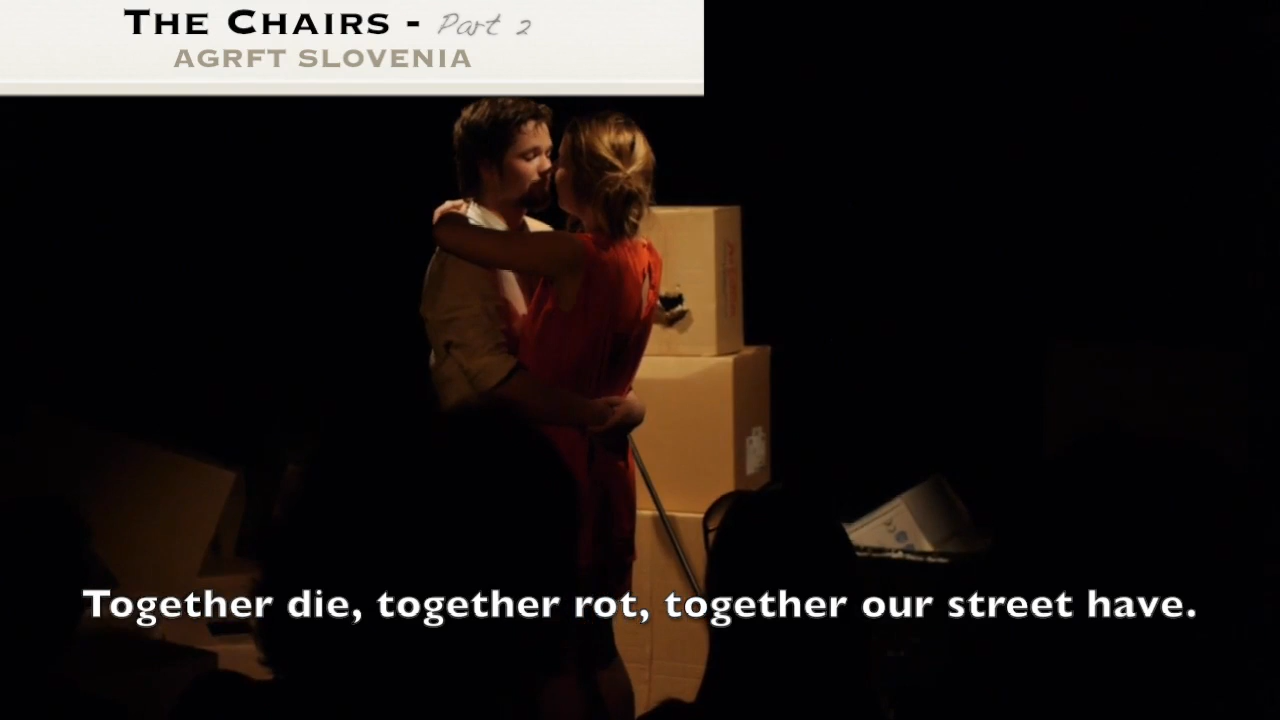 THE CHAIRS - Part 2
AGRFT SLOVENIA
Together die, together rot, together our street have.